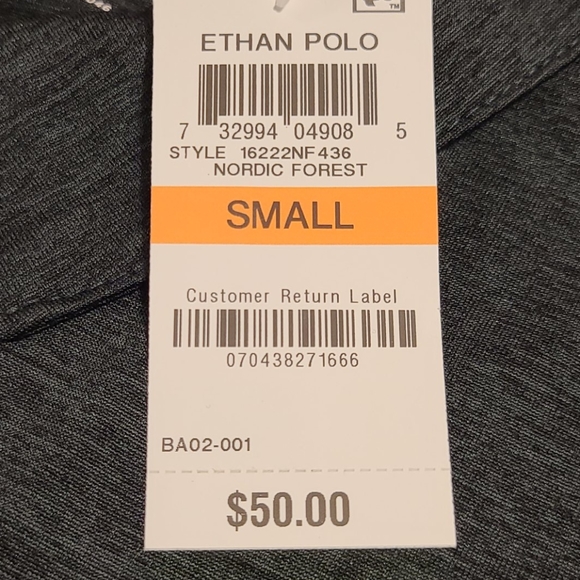 TM
ETHAN POLO
7 32994 04908 5
STYLE 16222NF436
NORDIC FOREST
SMALL
Customer Return Label
070438271666
BA02-001
$50.00